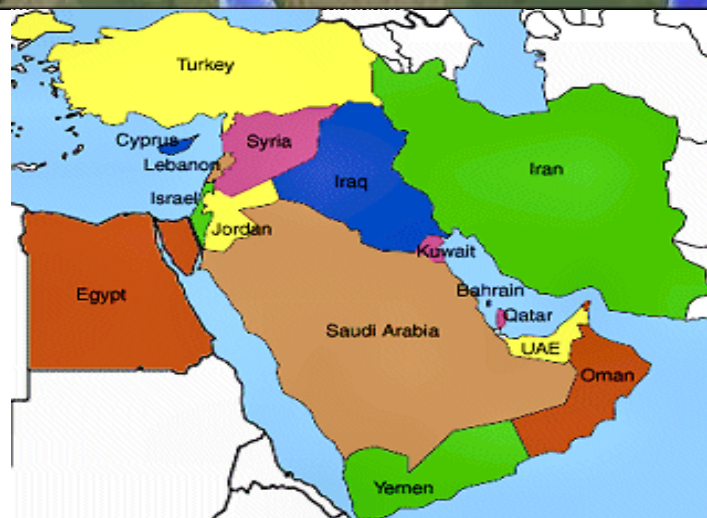 Turkey
Cyprus
Syria
Lebanon
Iraq
Iran
Israel
Jordan
Kuwait
Egypt
Bahrain
Qatar
Saudi Arabia
UAE
Oman
Yemen